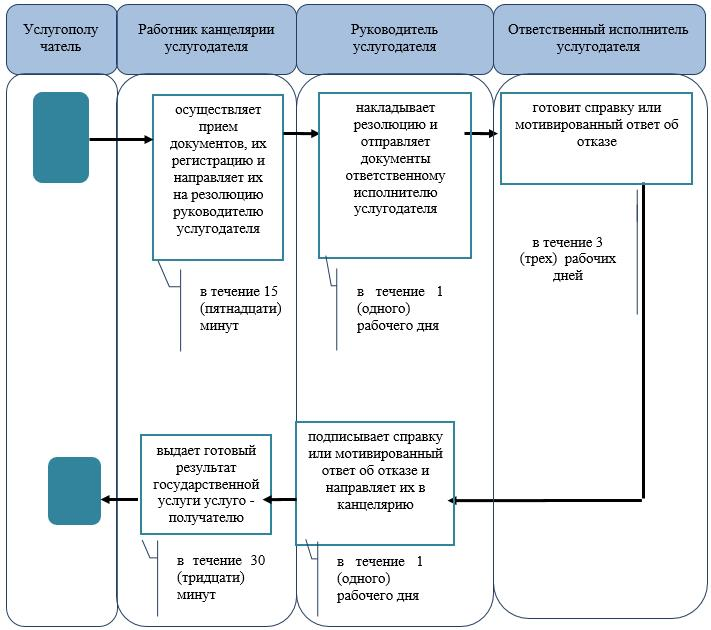 Услугополу
чатель
Работник канцелярии
услугодателя
Руководитель
услугодателя
Ответственный исполнитель
услугодателя
осуществляет
прием
документов, их
регистрацию и
направляет их
на резолюцию
руководителю
услугодателя
накладывает
резолюцию и
отправляет
документы
ответственному
исполнителю
услугодателя
готовит справку или
мотивированный ответ об
отказе
в течение 15
(пятнадцати)
минут
в течение 1
(одного)
рабочего дня
в течение 3
(трех) рабочих
дней
выдает готовый
результат
государственной
услуги услуго -
получателю
подписывает справку
или мотивированный
ответ об отказе и
направляет их в
канцелярию
в течение 30
(тридцати)
минут
в течение 1
(одного)
рабочего дня